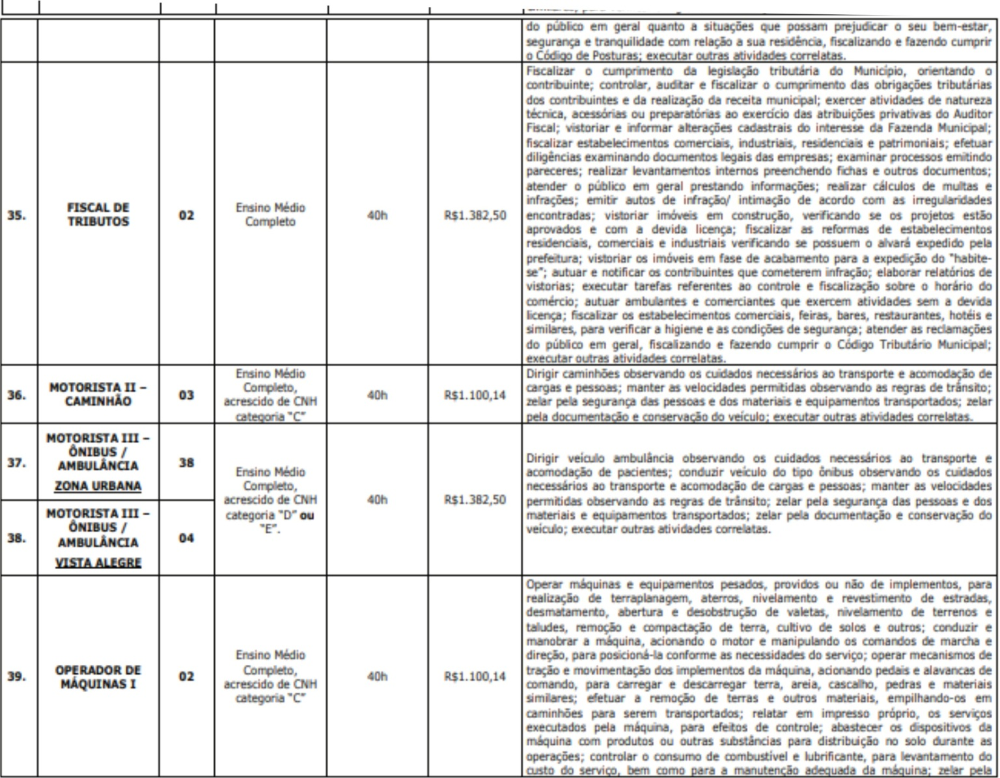 do público em geral quanto a situações que possam prejudicar o seu bem-estar,
segurança e tranquilidade com relação a sua residência, fiscalizando e fazendo cumprir
o Código de Posturas; executar outras atividades correlatas.
35.
FISCAL DE
TRIBUTOS
02
Ensino Médio
Completo
40h
R$1.382,50
Fiscalizar o cumprimento da legislação tributária do Município, orientando o
contribuinte; controlar, auditar e fiscalizar o cumprimento das obrigações tributárias
dos contribuintes e da realização da receita municipal; exercer atividades de natureza
técnica, acessórias ou preparatórias ao exercício das atribuições privativas do Auditor
Fiscal; vistoriar e informar alterações cadastrais do interesse da Fazenda Municipal;
fiscalizar estabelecimentos comerciais, industriais, residenciais e patrimoniais; efetuar
diligências examinando documentos legais das empresas; examinar processos emitindo
pareceres; realizar levantamentos internos preenchendo fichas e outros documentos;
atender o público em geral prestando informações; realizar cálculos de multas e
infrações; emitir autos de infração/ intimação de acordo com as irregularidades
encontradas; vistoriar imóveis em construção, verificando se os projetos estão
aprovados e com a devida licença; fiscalizar as reformas de estabelecimentos
residenciais, comerciais e industriais verificando se possuem o alvará expedido pela
prefeitura; vistoriar os imóveis em fase de acabamento para a expedição do "habite-
se"; autuar e notificar os contribuintes que cometerem infração; elaborar relatórios de
vistorias; executar tarefas referentes ao controle e fiscalização sobre o horário do
comércio; autuar ambulantes e comerciantes que exercem atividades sem a devida
licença; fiscalizar os estabelecimentos comerciais, feiras, bares, restaurantes, hotéis e
similares, para verificar a higiene e as condições de segurança; atender as reclamações
do público em geral, fiscalizando e fazendo cumprir o Código Tributário Municipal;
executar outras atividades correlatas.
36.
MOTORISTA II –
CAMINHÃO
03
Ensino Médio
Completo,
acrescido de CNH
categoria "C"
40h
R$1.100,14
Dirigir caminhões observando os cuidados necessários ao transporte e acomodação de
cargas e pessoas; manter as velocidades permitidas observando as regras de trânsito;
zelar pela segurança das pessoas e dos materiais e equipamentos transportados; zelar
pela documentação e conservação do veículo; executar outras atividades correlatas.
37.
MOTORISTA III –
ÔNIBUS /
AMBULÂNCIA
ZONA URBANA
38
Ensino Médio
Completo,
acrescido de CNH
categoria "D" ou
"E".
40h
R$1.382,50
Dirigir veículo ambulância observando os cuidados necessários ao transporte e
acomodação de pacientes; conduzir veículo do tipo ônibus observando os cuidados
necessários ao transporte e acomodação de cargas e pessoas; manter as velocidades
permitidas observando as regras de trânsito; zelar pela segurança das pessoas e dos
materiais e equipamentos transportados; zelar pela documentação e conservação do
veículo; executar outras atividades correlatas.
38.
MOTORISTA III –
ÔNIBUS /
AMBULÂNCIA
VISTA ALEGRE
04
39.
OPERADOR DE
MÁQUINAS I
02
Ensino Médio
Completo,
acrescido de CNH
categoria "C"
40h
R$1.100,14
Operar máquinas e equipamentos pesados, providos ou não de implementos, para
realização de terraplanagem, aterros, nivelamento e revestimento de estradas,
desmatamento, abertura e desobstrução de valetas, nivelamento de terrenos e
taludes, remoção e compactação de terra, cultivo de solos e outros; conduzir e
manobrar a máquina, acionando o motor e manipulando os comandos de marcha e
direção, para posicioná-la conforme as necessidades do serviço; operar mecanismos de
tração e movimentação dos implementos da máquina, acionando pedais e alavancas de
comando, para carregar e descarregar terra, areia, cascalho, pedras e materiais
similares; efetuar a remoção de terras e outros materiais, empilhando-os em
caminhões para serem transportados; relatar em impresso próprio, os serviços
executados pela máquina, para efeitos de controle; abastecer os dispositivos da
máquina com produtos ou outras substâncias para distribuição no solo durante as
operações; controlar o consumo de combustível e lubrificante, para levantamento do
custo do serviço, bem como para a manutenção adequada da máquina; zelar pela